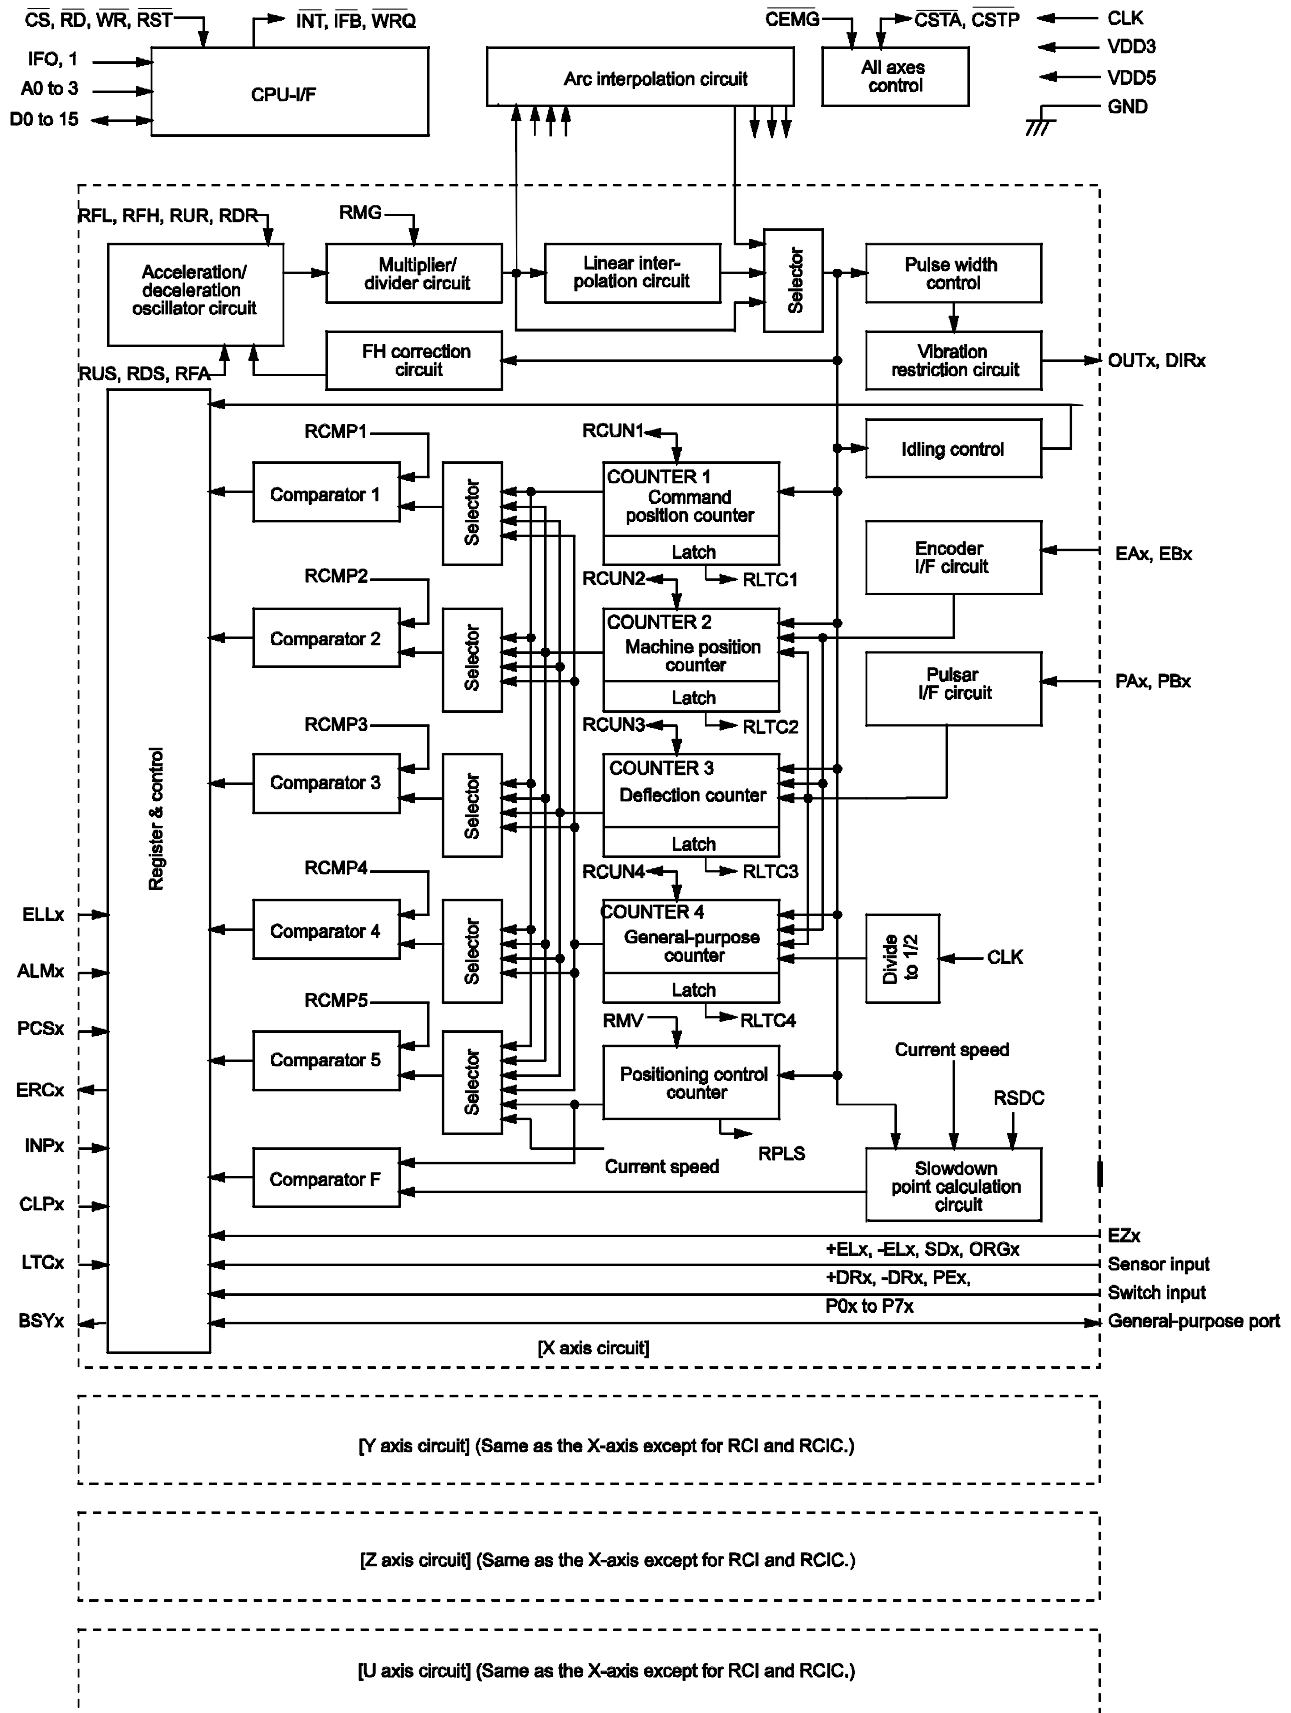 CS, RD, WR, RST
INT, IFB, WRQ
CEMG
CSTA, CSTP
CLK
VDD3
VDD5
GND
IFO, 1
A0 to 3
D0 to 15
CPU-I/F
Arc interpolation circuit
All axes
control
RFL, RFH, RUR, RDR
RMG
Acceleration/
deceleration
oscillator circuit
Multiplier/
divider circuit
Linear inter-
polation circuit
Selector
Pulse width
control
FH correction
circuit
Vibration
restriction circuit
OUTx, DIRx
RUS, RDS, RFA
Register & control
RCMP1
Comparator 1
Selector
RCUN1
COUNTER 1
Command
position counter
Latch
RLTC1
Idling control
Encoder
I/F circuit
EAx, EBx
RCMP2
Comparator 2
Selector
RCUN2
COUNTER 2
Machine position
counter
Latch
RLTC2
Pulsar
I/F circuit
PAx, PBx
RCMP3
Comparator 3
Selector
RCUN3
COUNTER 3
Deflection counter
Latch
RLTC3
RCMP4
Comparator 4
Selector
RCUN4
COUNTER 4
General-purpose
counter
Latch
RLTC4
Divide
to 1/2
CLK
RCMP5
Comparator 5
Selector
RMV
Positioning control
counter
RPLS
Current speed
RSDC
Comparator F
Current speed
Slowdown
point calculation
circuit
ELLx
ALMx
PCSx
ERCx
INPx
CLPx
LTCx
BSYx
EZx
+ELx, -ELx, SDx, ORGx
Sensor input
+DRx, -DRx, PEx,
Switch input
P0x to P7x
General-purpose port
[X axis circuit]
[Y axis circuit] (Same as the X-axis except for RCI and RCIC.)
[Z axis circuit] (Same as the X-axis except for RCI and RCIC.)
[U axis circuit] (Same as the X-axis except for RCI and RCIC.)